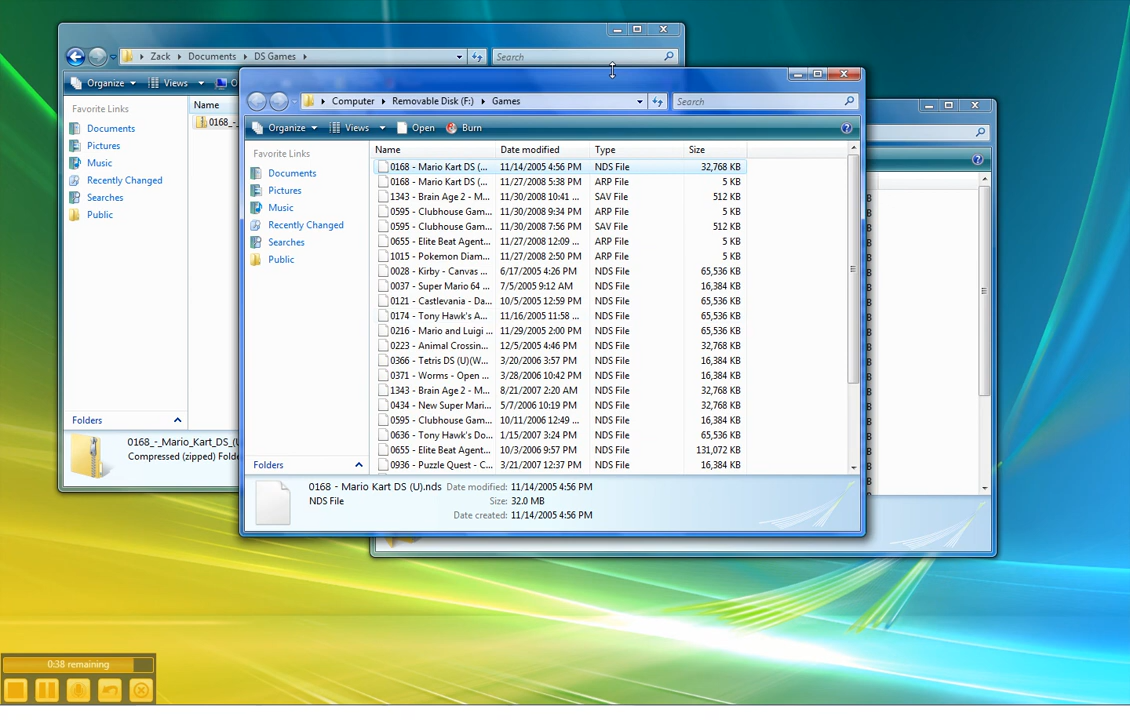 Zack Documents DS Games
Search
Organize Views
Favorite Links
Documents
Pictures
Music
Recently Changed
Searches
Public
Name
0168_-_
Folders
0168_-_Mario_Kart_DS_(U
Compressed (zipped) Folde
Computer Removable Disk (F:) Games
Search
Organize Views Open Burn
Favorite Links
Documents
Pictures
Music
Recently Changed
Searches
Public
Folders
Name Date modified Type Size
0168 - Mario Kart DS (... 11/14/2005 4:56 PM NDS File 32,768 KB
0168 - Mario Kart DS (... 11/27/2008 5:38 PM ARP File 5 KB
1343 - Brain Age 2 - M... 11/30/2008 10:41 ... SAV File 512 KB
0595 - Clubhouse Gam... 11/30/2008 9:34 PM ARP File 5 KB
0595 - Clubhouse Gam... 11/30/2008 7:56 PM SAV File 512 KB
0655 - Elite Beat Agent... 11/27/2008 12:09 ... ARP File 5 KB
1015 - Pokemon Diam... 11/27/2008 2:50 PM ARP File 5 KB
0028 - Kirby - Canvas ... 6/17/2005 4:26 PM NDS File 65,536 KB
0037 - Super Mario 64 ... 7/5/2005 9:12 AM NDS File 16,384 KB
0121 - Castlevania - Da... 10/5/2005 12:59 PM NDS File 65,536 KB
0174 - Tony Hawk's A... 11/16/2005 11:58 ... NDS File 65,536 KB
0216 - Mario and Luigi ... 11/29/2005 2:00 PM NDS File 65,536 KB
0223 - Animal Crossin... 12/5/2005 4:46 PM NDS File 32,768 KB
0366 - Tetris DS (U)(W... 3/20/2006 3:57 PM NDS File 16,384 KB
0371 - Worms - Open ... 3/28/2006 10:42 PM NDS File 16,384 KB
1343 - Brain Age 2 - M... 8/21/2007 2:20 AM NDS File 32,768 KB
0434 - New Super Mari... 5/7/2006 10:19 PM NDS File 32,768 KB
0595 - Clubhouse Gam... 10/11/2006 12:49 ... NDS File 16,384 KB
0636 - Tony Hawk's Do... 1/15/2007 3:24 PM NDS File 65,536 KB
0655 - Elite Beat Agent... 10/3/2006 9:57 PM NDS File 131,072 KB
0936 - Puzzle Quest - C... 3/21/2007 12:37 PM NDS File 16,384 KB
0168 - Mario Kart DS (U).nds Date modified: 11/14/2005 4:56 PM
NDS File Size: 32.0 MB
Date created: 11/14/2005 4:56 PM
0:38 remaining